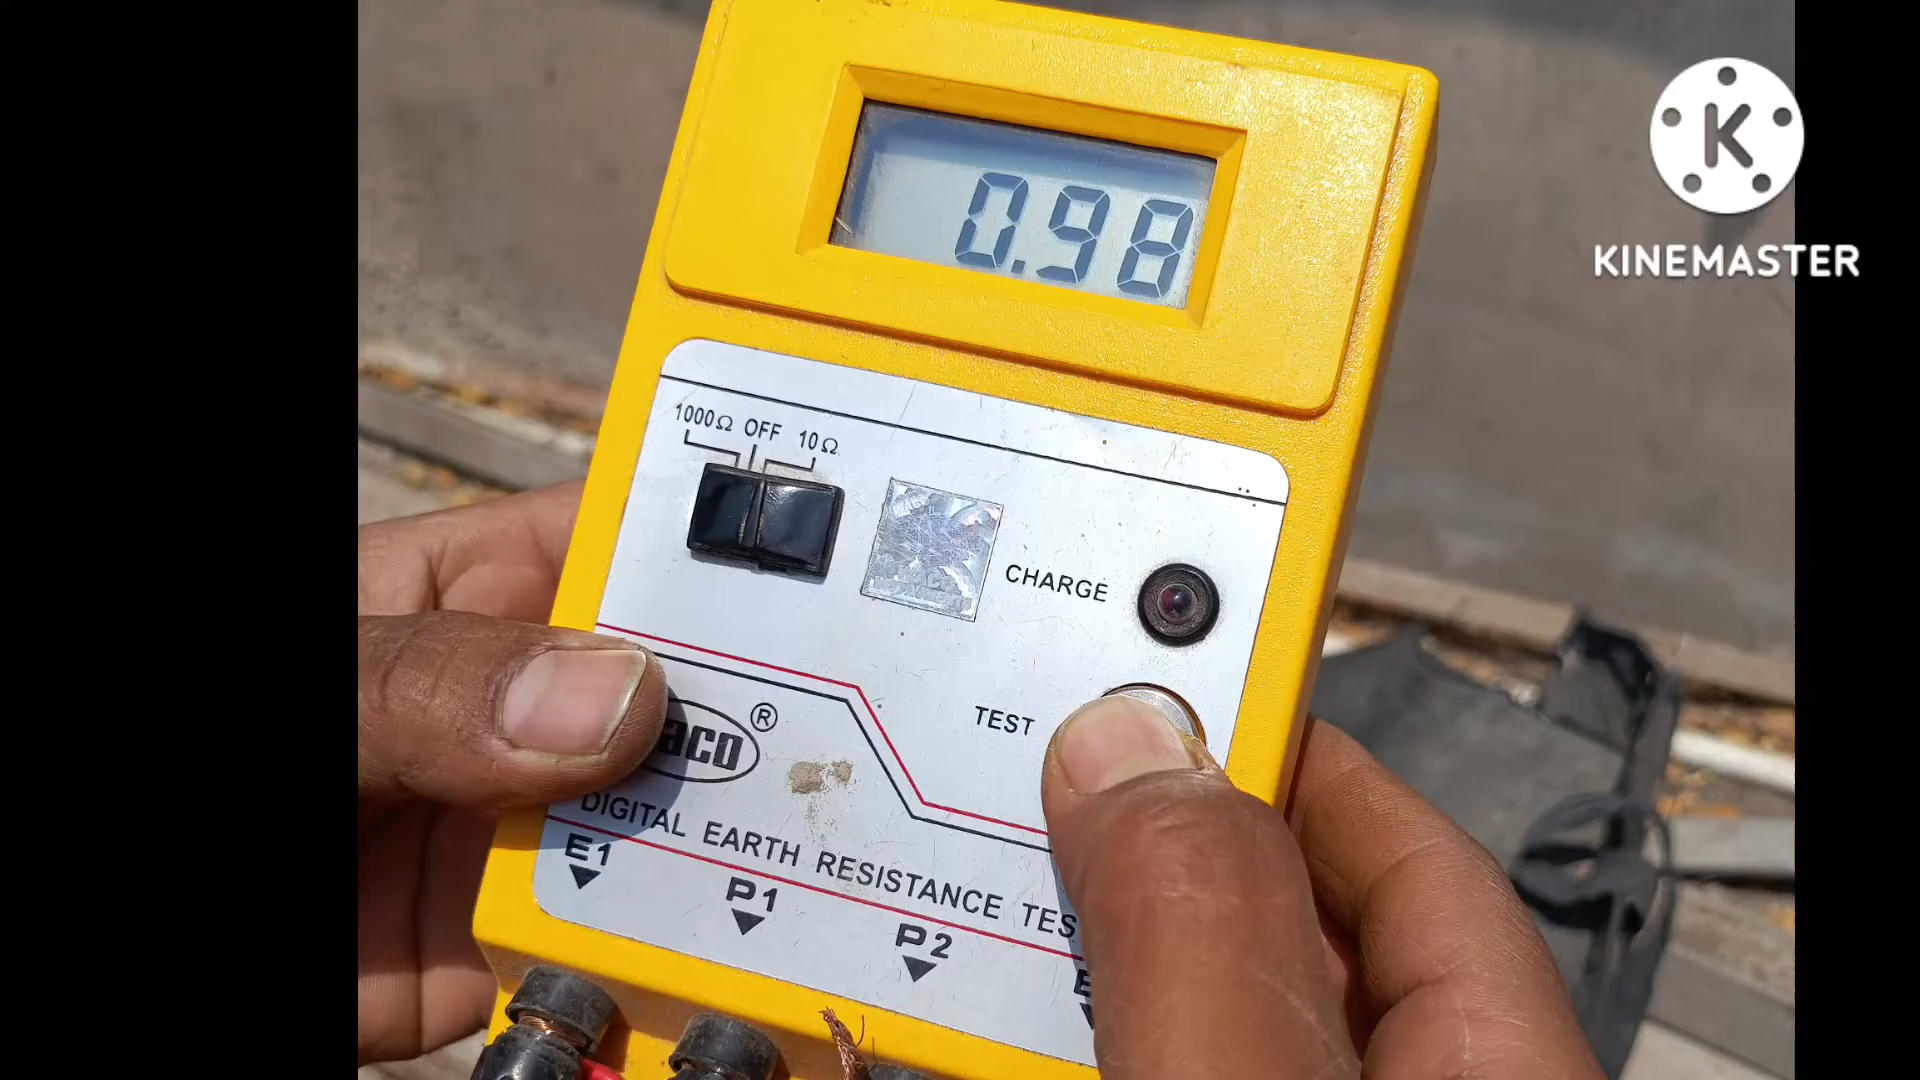 0.98
K
KINEMASTER
1000Ω OFF 10Ω
CHARGE
TEST
aco ®
DIGITAL EARTH RESISTANCE TES
E1
P1
P2